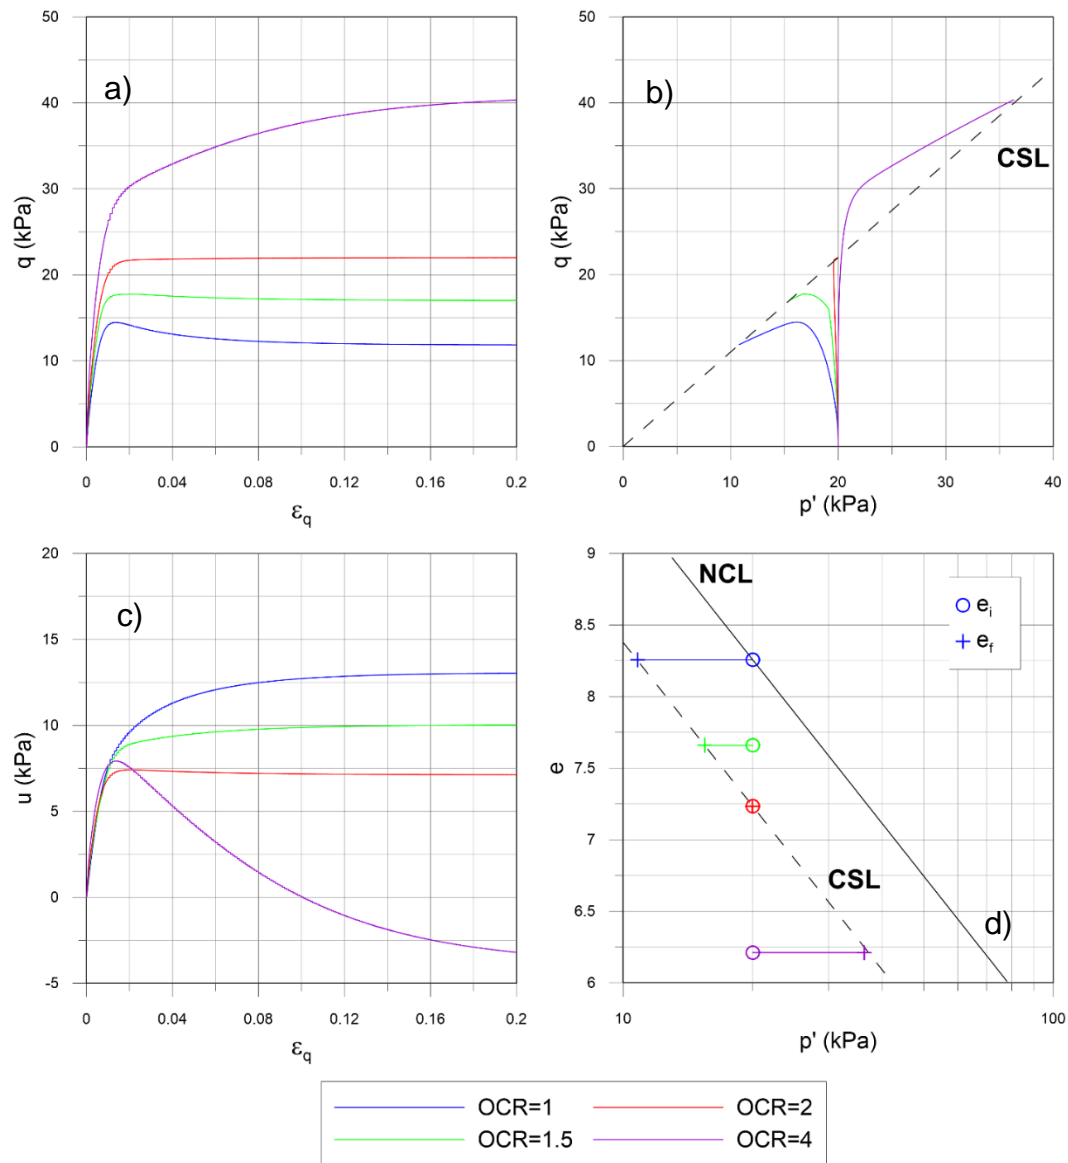 50
40
30
20
10
0
q (kPa)
a)
0 0.04 0.08 0.12 0.16 0.2
εq
50
40
30
20
10
0
q (kPa)
b)
CSL
0 10 20 30 40
p' (kPa)
20
15
10
5
0
-5
u (kPa)
c)
0 0.04 0.08 0.12 0.16 0.2
εq
9
8.5
8
7.5
7
6.5
6
e
NCL
ei
ef
CSL
d)
10 100
p' (kPa)
OCR=1 OCR=2
OCR=1.5 OCR=4